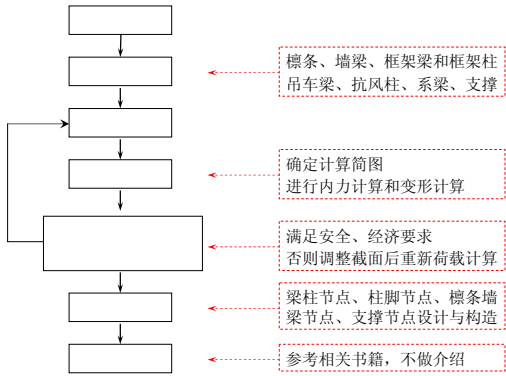 檩条、墙梁、框架梁和框架柱
吊车梁、抗风柱、系梁、支撑
确定计算简图
进行内力计算和变形计算
满足安全、经济要求
否则调整截面后重新荷载计算
梁柱节点、柱脚节点、檩条墙
梁节点、支撑节点设计与构造
参考相关书籍，不做介绍